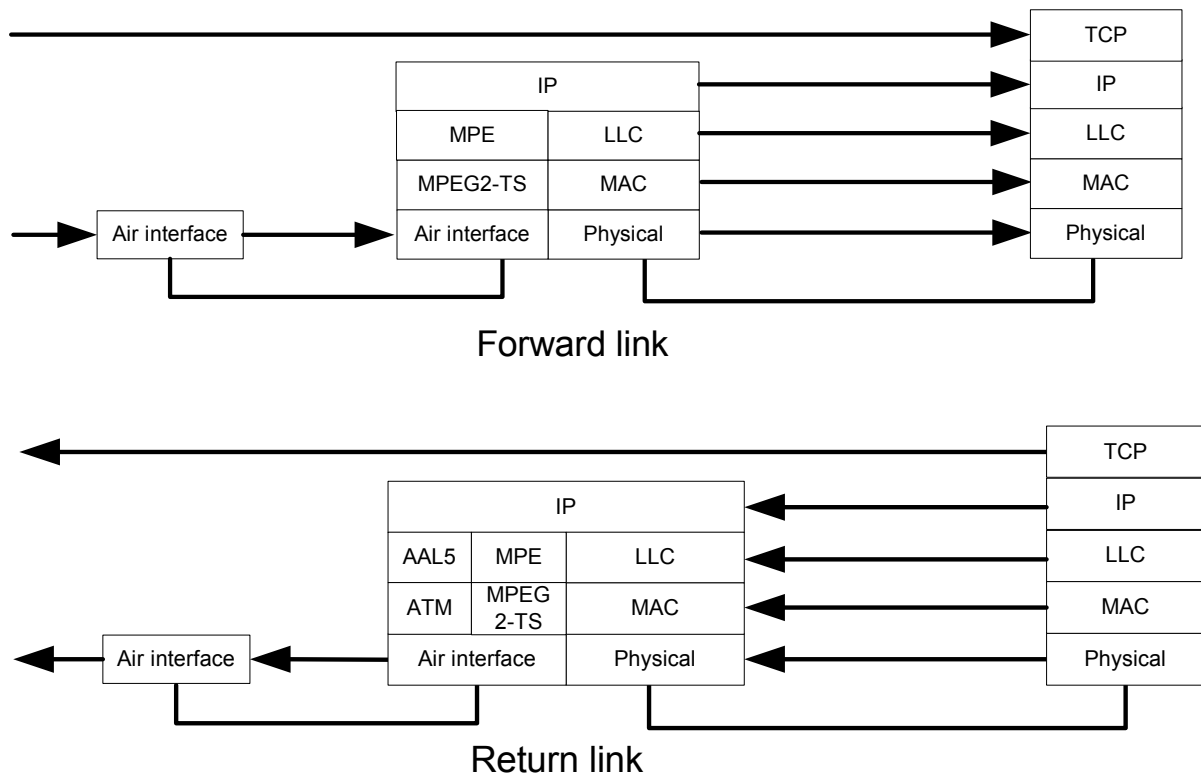 TCP
IP
IP
MPE
LLC
LLC
MPEG2-TS
MAC
MAC
Air interface
Air interface
Physical
Physical
Forward link
TCP
IP
IP
AAL5
MPE
LLC
LLC
ATM
MPEG
2-TS
MAC
MAC
Air interface
Air interface
Physical
Physical
Return link